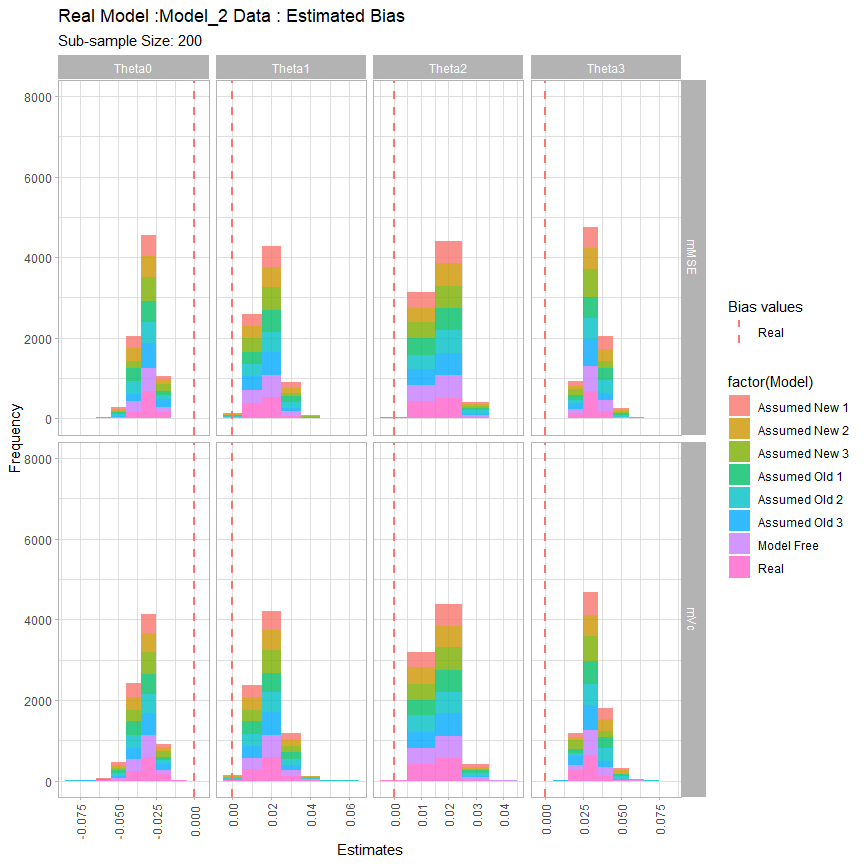 Real Model :Model_2 Data : Estimated Bias
Sub-sample Size: 200
Theta0 Theta1 Theta2 Theta3
8000
6000
4000
2000
0
mMSE
8000
6000
4000
2000
0
mVc
Frequency
-0.075 -0.050 -0.025 0.000 0.00 0.02 0.04 0.06 0.00 0.01 0.02 0.03 0.04 0.000 0.025 0.050 0.075
Estimates
Bias values
Real
factor(Model)
Assumed New 1
Assumed New 2
Assumed New 3
Assumed Old 1
Assumed Old 2
Assumed Old 3
Model Free
Real